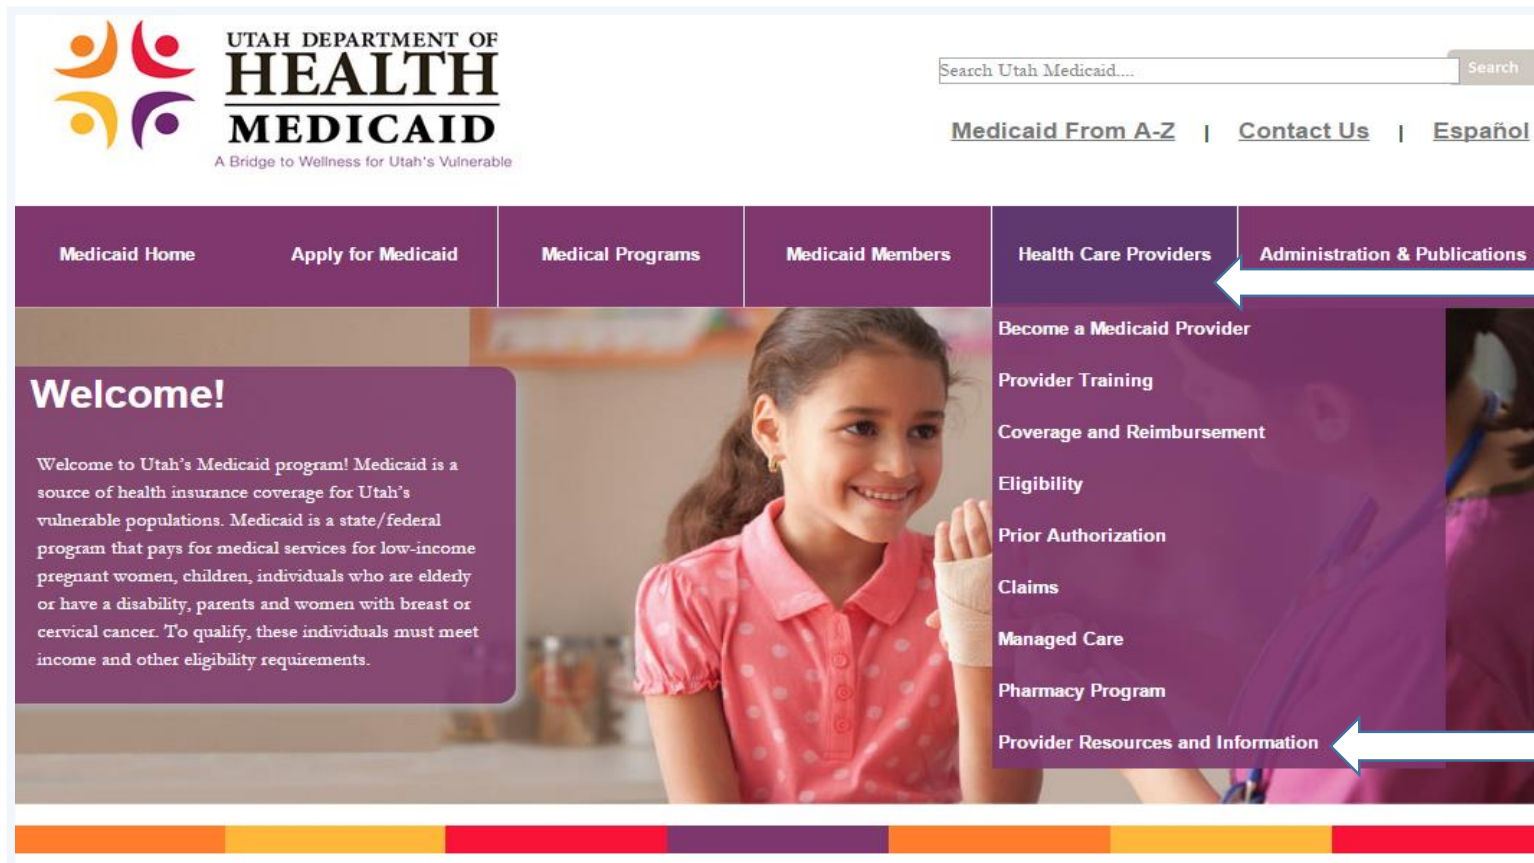 UTAH DEPARTMENT OF
HEALTH
MEDICAID
A Bridge to Wellness for Utah's Vulnerable
Search Utah Medicaid....
Search
Medicaid From A-Z | Contact Us | Español
Medicaid Home
Apply for Medicaid
Medical Programs
Medicaid Members
Health Care Providers
Administration & Publications
Become a Medicaid Provider
Provider Training
Coverage and Reimbursement
Eligibility
Prior Authorization
Claims
Managed Care
Pharmacy Program
Provider Resources and Information
Welcome!
Welcome to Utah's Medicaid program! Medicaid is a
source of health insurance coverage for Utah's
vulnerable populations. Medicaid is a state/federal
program that pays for medical services for low-income
pregnant women, children, individuals who are elderly
or have a disability, parents and women with breast or
cervical cancer. To qualify, these individuals must meet
income and other eligibility requirements.